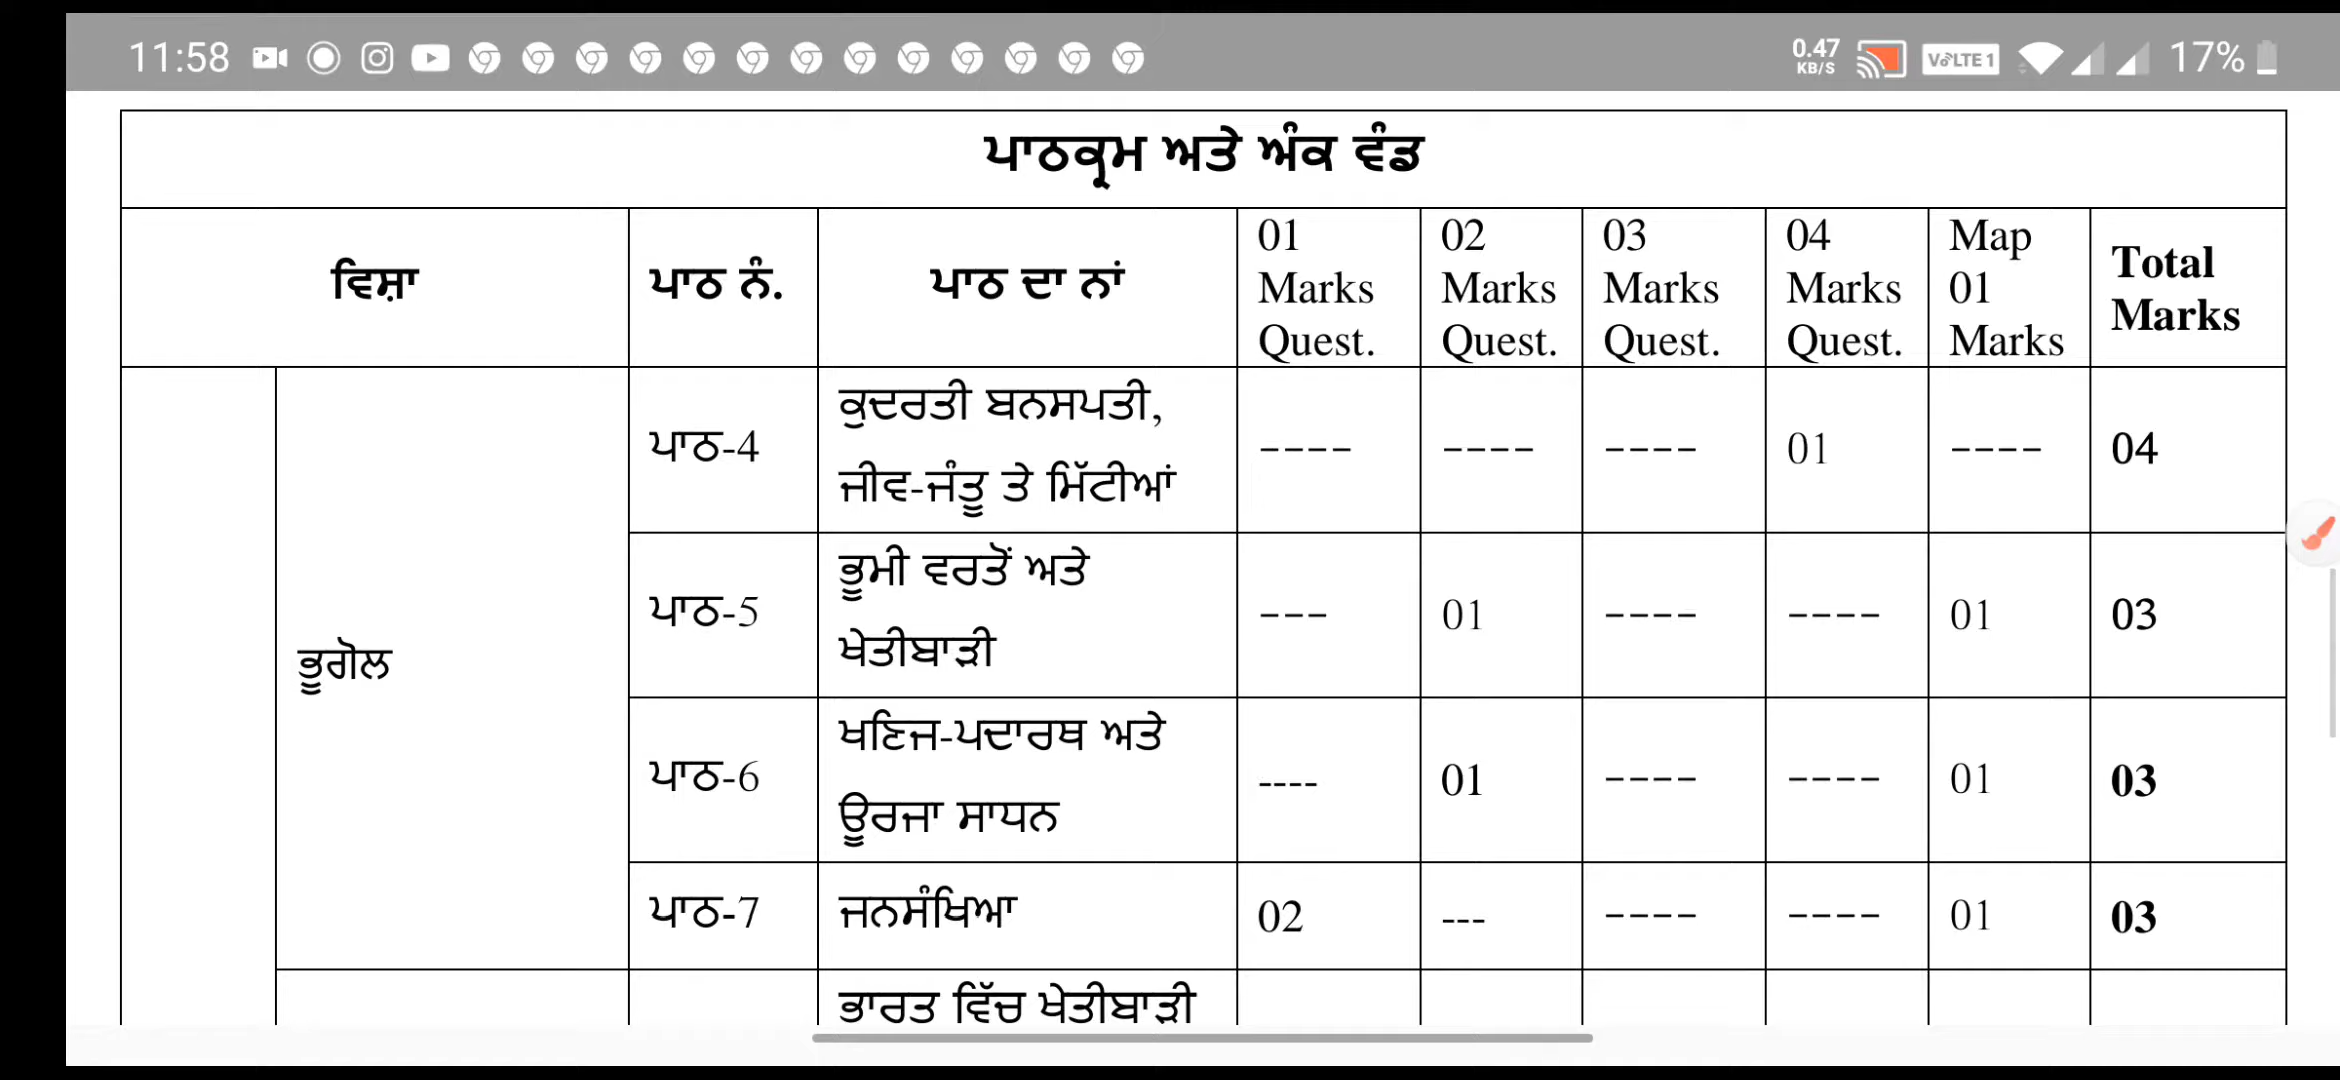 11:58
0.47
KB/S
VoLTE 1
17%
ਪਾਠਕ੍ਰਮ ਅਤੇ ਅੰਕ ਵੰਡ
ਵਿਸ਼ਾ
ਪਾਠ ਨੰ.
ਪਾਠ ਦਾ ਨਾਂ
01
Marks
Quest.
02
Marks
Quest.
03
Marks
Quest.
04
Marks
Quest.
Map
01
Marks
Total
Marks
ਭੂਗੋਲ
ਪਾਠ-4
ਕੁਦਰਤੀ ਬਨਸਪਤੀ,
ਜੀਵ-ਜੰਤੂ ਤੇ ਮਿੱਟੀਆਂ
----
----
----
01
----
04
ਪਾਠ-5
ਭੂਮੀ ਵਰਤੋਂ ਅਤੇ
ਖੇਤੀਬਾੜੀ
---
01
----
----
01
03
ਪਾਠ-6
ਖਣਿਜ-ਪਦਾਰਥ ਅਤੇ
ਊਰਜਾ ਸਾਧਨ
----
01
----
----
01
03
ਪਾਠ-7
ਜਨਸੰਖਿਆ
02
---
----
----
01
03
ਭਾਰਤ ਵਿੱਚ ਖੇਤੀਬਾੜੀ